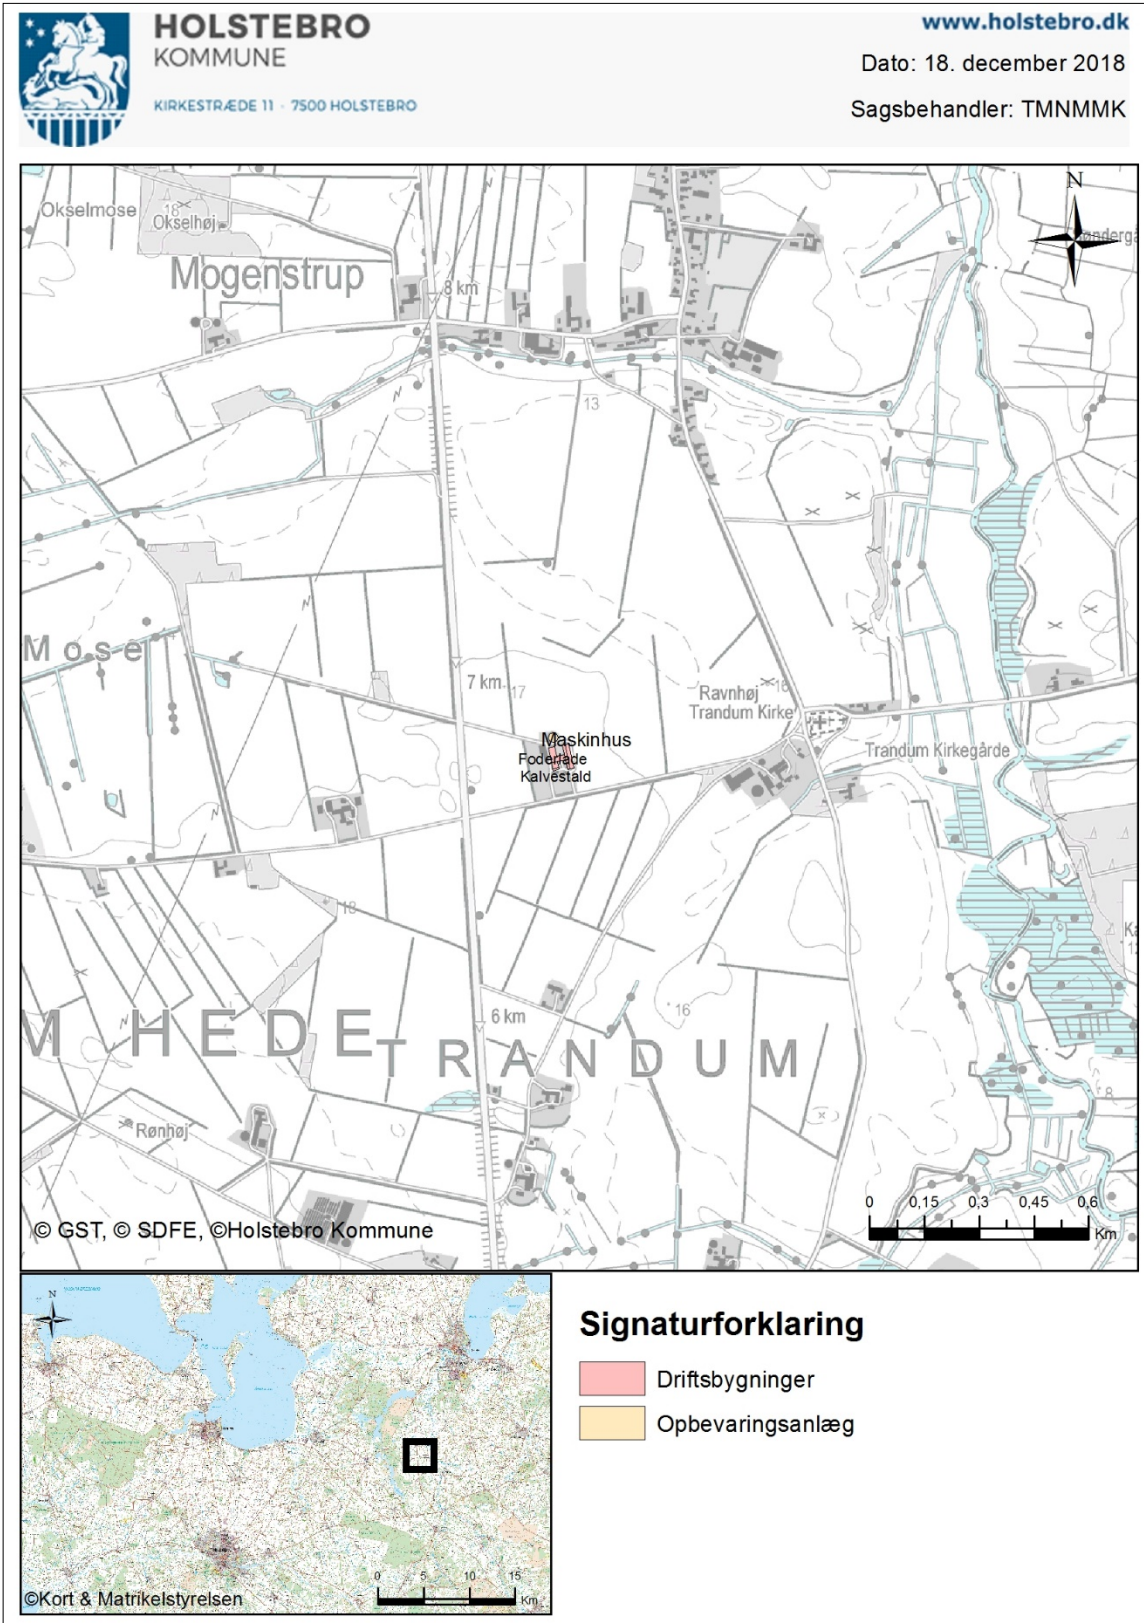 HOLSTEBRO
KOMMUNE
KIRKESTRÆDE 11 - 7500 HOLSTEBRO
www.holstebro.dk
Dato: 18. december 2018
Sagsbehandler: TMNMMK
N
Okselmose
18
Okselhøj
Mogenstrup
8 km
13
Mose
7 km
17
Ravnhøj
Trandum Kirke
Maskinhus
Foderlade
Kalvestald
Trandum Kirkegårde
18
16
6 km
M HEDE
TRANDUM
8
Rønhøj
0 0,15 0,3 0,45 0,6
Km
© GST, © SDFE, ©Holstebro Kommune
N
0 5 10 15
Km
©Kort & Matrikelstyrelsen
Signaturforklaring
Driftsbygninger
Opbevaringsanlæg